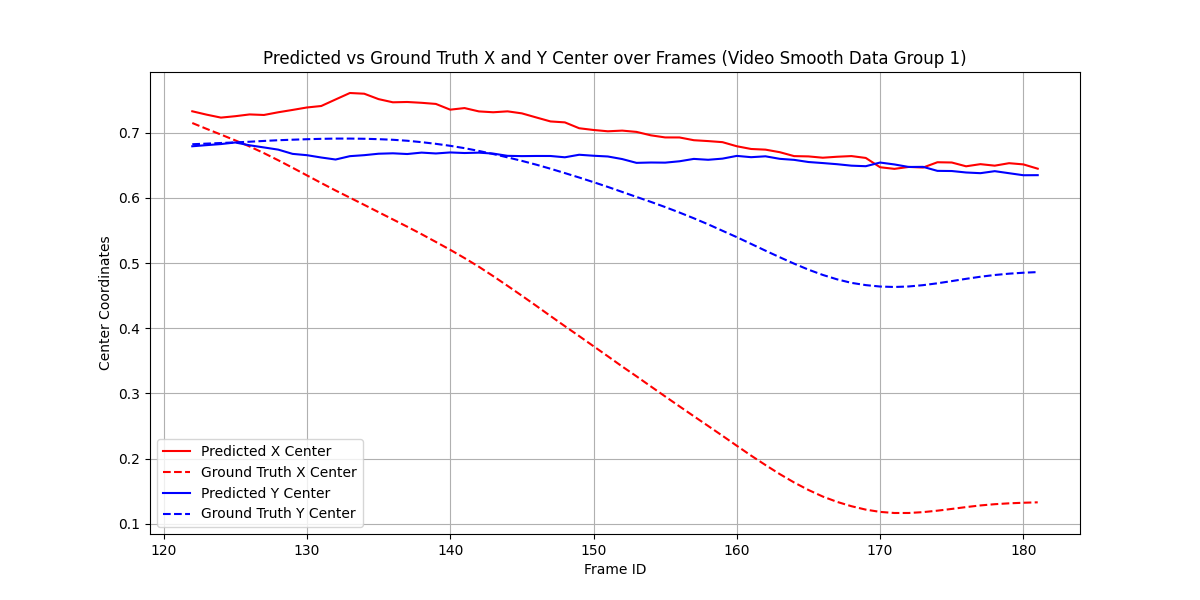 Predicted vs Ground Truth X and Y Center over Frames (Video Smooth Data Group 1)
Center Coordinates
0.7
0.6
0.5
0.4
0.3
0.2
0.1
Predicted X Center
Ground Truth X Center
Predicted Y Center
Ground Truth Y Center
120 130 140 150 160 170 180
Frame ID